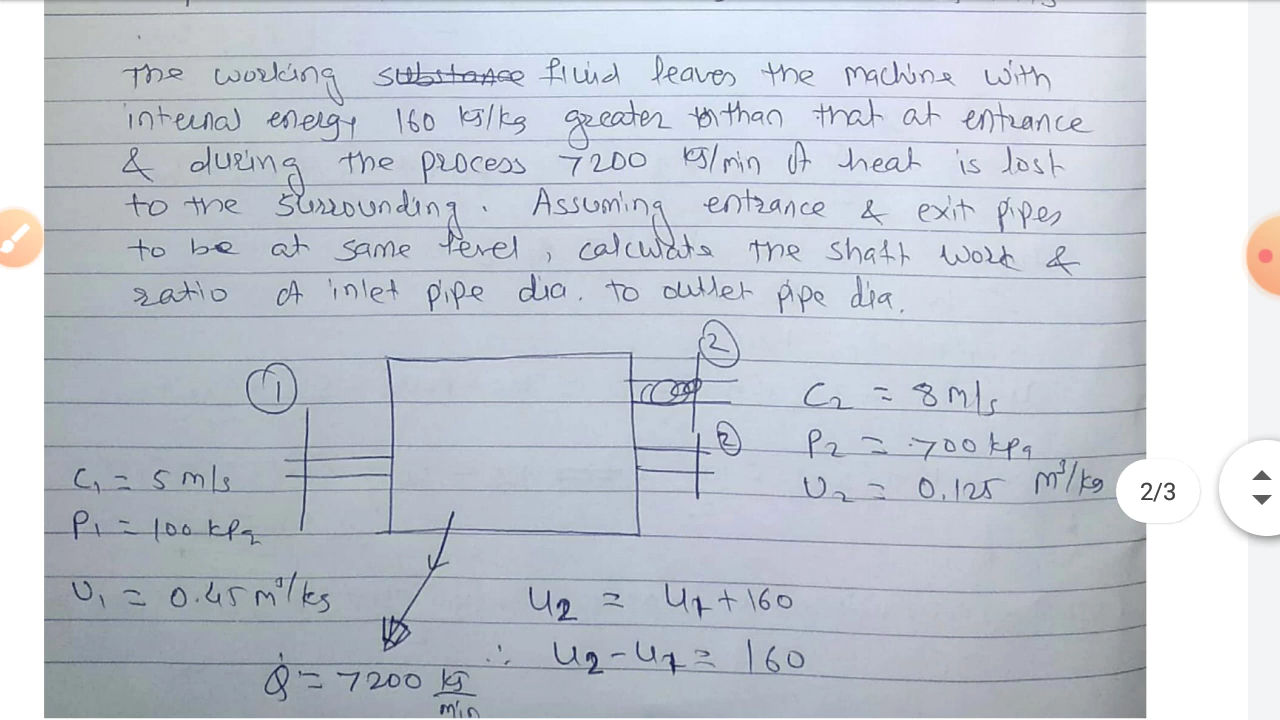 The working substance fluid leaves the machine with
internal energy 160 kJ/kg greater than that at entrance
& during the process 7200 kJ/min of heat is lost
to the surrounding. Assuming entrance & exit pipes
to be at same level, calculate the shaft work &
ratio of inlet pipe dia. to outlet pipe dia.
1
2
2
C1 = 5 m/s
P1 = 100 kPa
υ1 = 0.45 m³/kg
C2 = 8 m/s
P2 = 700 kPa
υ2 = 0.125 m³/kg
2/3
Q̇ = 7200 kJ/min
u2 = u1 + 160
∴ u2 - u1 = 160